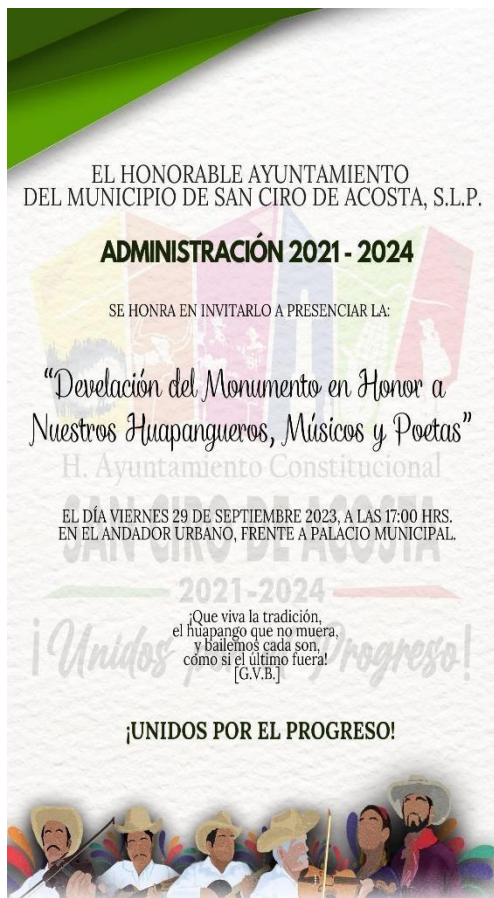 EL HONORABLE AYUNTAMIENTO
DEL MUNICIPIO DE SAN CIRO DE ACOSTA, S.L.P.
ADMINISTRACIÓN 2021 - 2024
SE HONRA EN INVITARLO A PRESENCIAR LA:
“Develación del Monumento en Honor a
Nuestros Huapangueros, Músicos y Poetas”
H. Ayuntamiento Constitucional
EL DÍA VIERNES 29 DE SEPTIEMBRE 2023, A LAS 17:00 HRS.
EN EL ANDADOR URBANO, FRENTE A PALACIO MUNICIPAL.
SAN CIRO DE ACOSTA
2021-2024
¡Que viva la tradición,
el huapango que no muera,
y bailemos cada son,
como si el último fuera!
[G.V.B.]
¡Unidos por el Progreso!
¡UNIDOS POR EL PROGRESO!